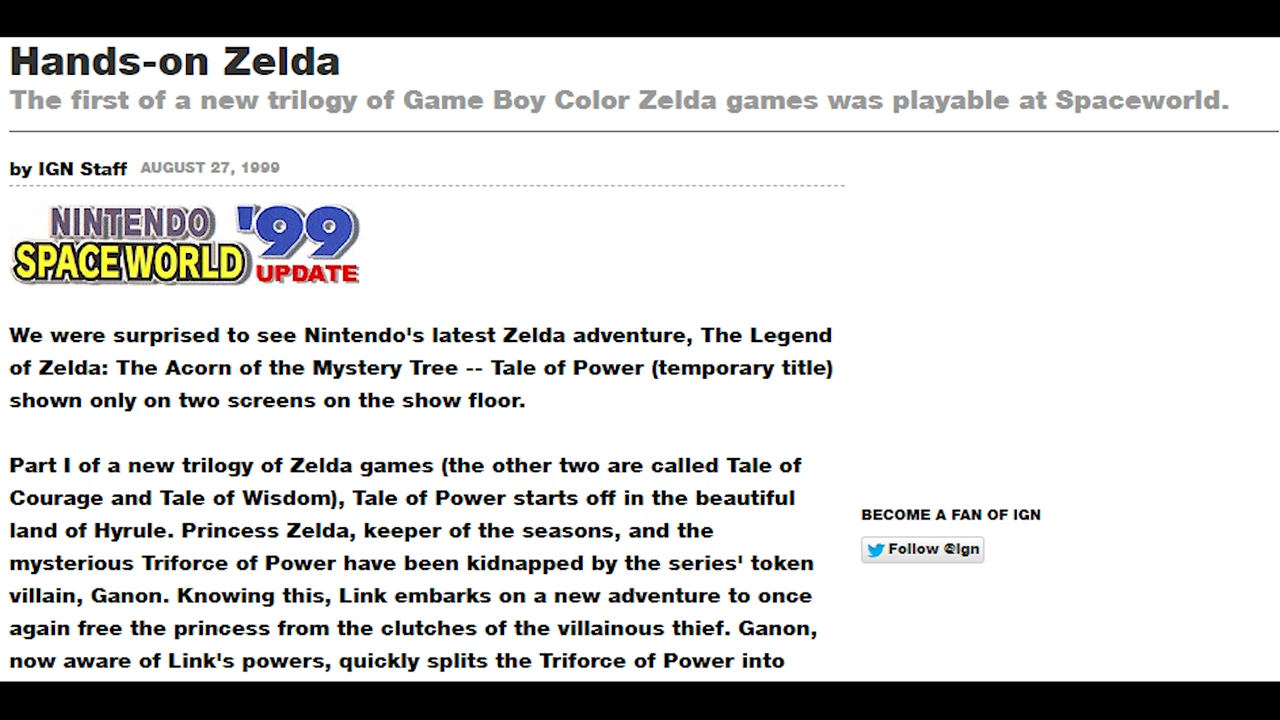 Hands-on Zelda
The first of a new trilogy of Game Boy Color Zelda games was playable at Spaceworld.
by IGN Staff AUGUST 27, 1999
NINTENDO
SPACE WORLD
'99
UPDATE
We were surprised to see Nintendo's latest Zelda adventure, The Legend
of Zelda: The Acorn of the Mystery Tree -- Tale of Power (temporary title)
shown only on two screens on the show floor.
Part I of a new trilogy of Zelda games (the other two are called Tale of
Courage and Tale of Wisdom), Tale of Power starts off in the beautiful
land of Hyrule. Princess Zelda, keeper of the seasons, and the
mysterious Triforce of Power have been kidnapped by the series' token
villain, Ganon. Knowing this, Link embarks on a new adventure to once
again free the princess from the clutches of the villainous thief. Ganon,
now aware of Link's powers, quickly splits the Triforce of Power into
BECOME A FAN OF IGN
Follow @Ign